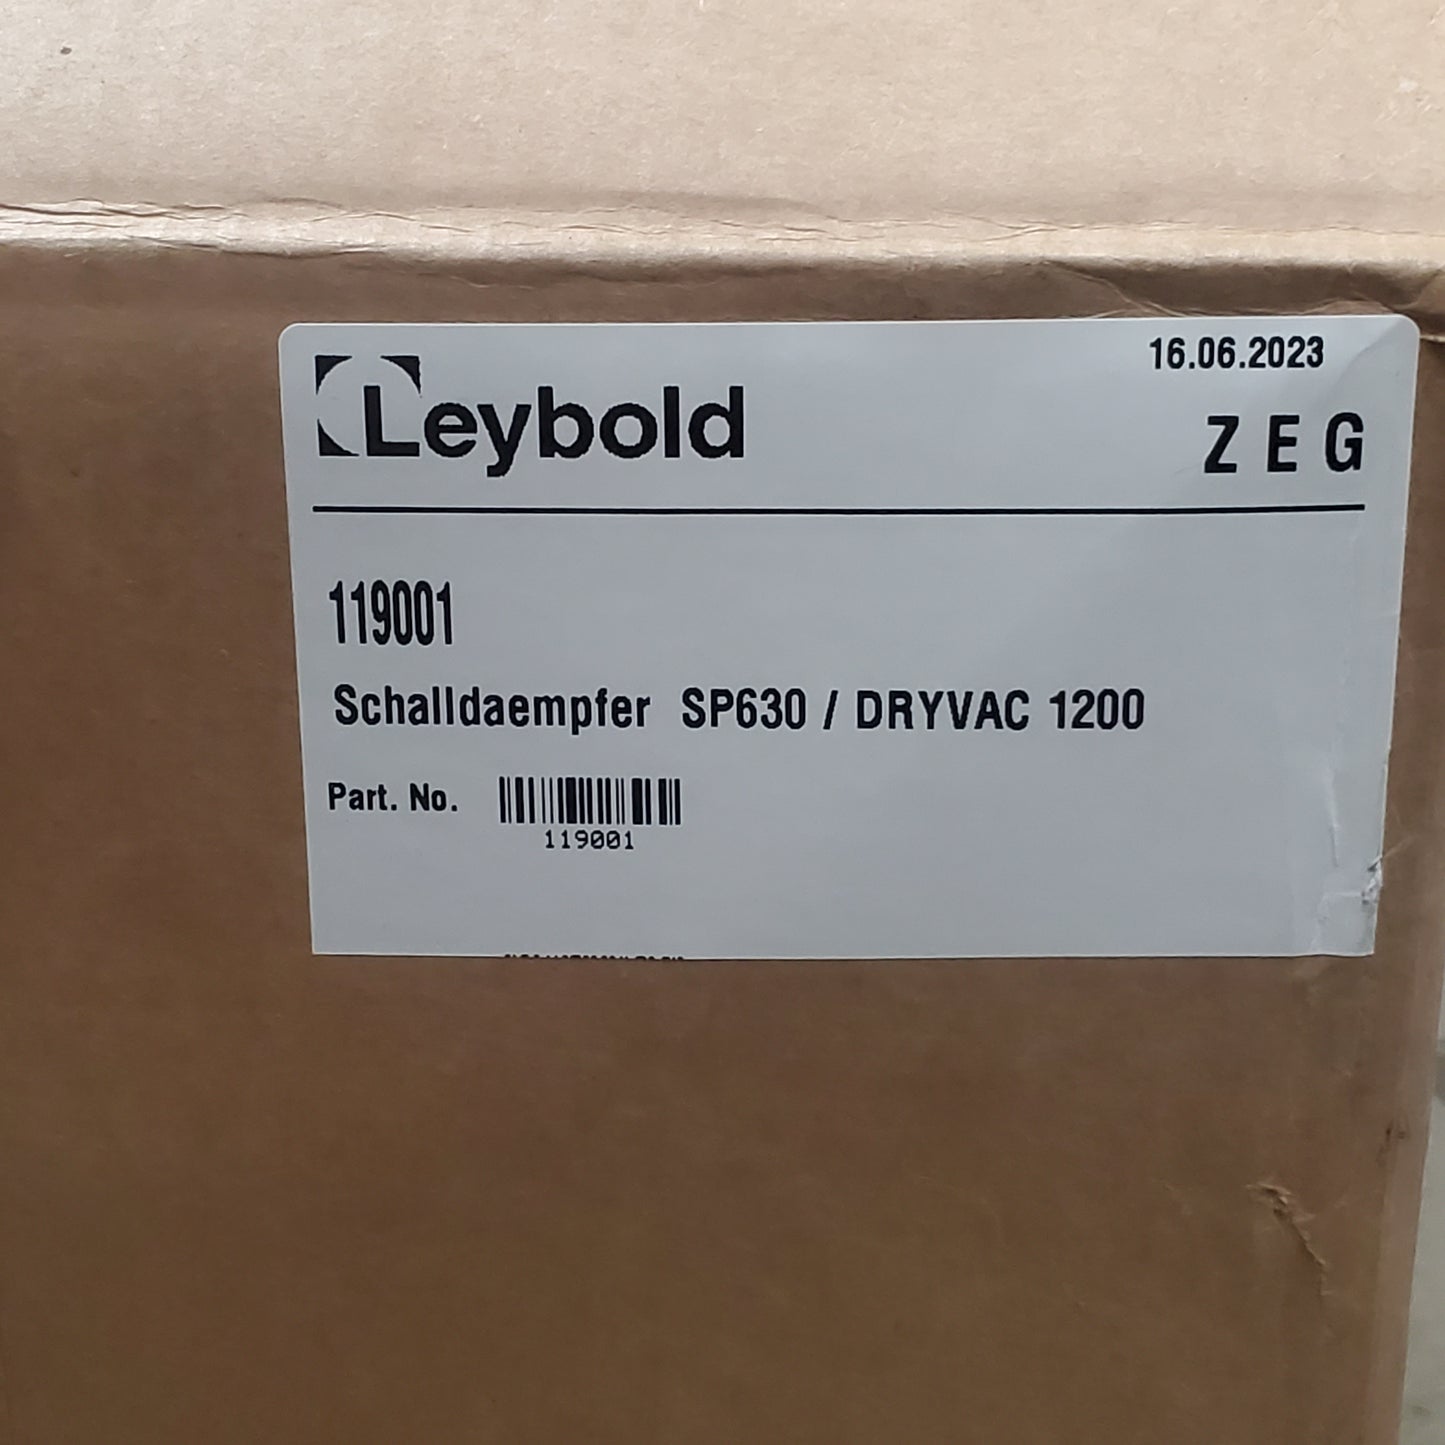 16.06.2023
Leybold
Z E G
119001
Schalldaempfer SP630 / DRYVAC 1200
Part. No.
119001